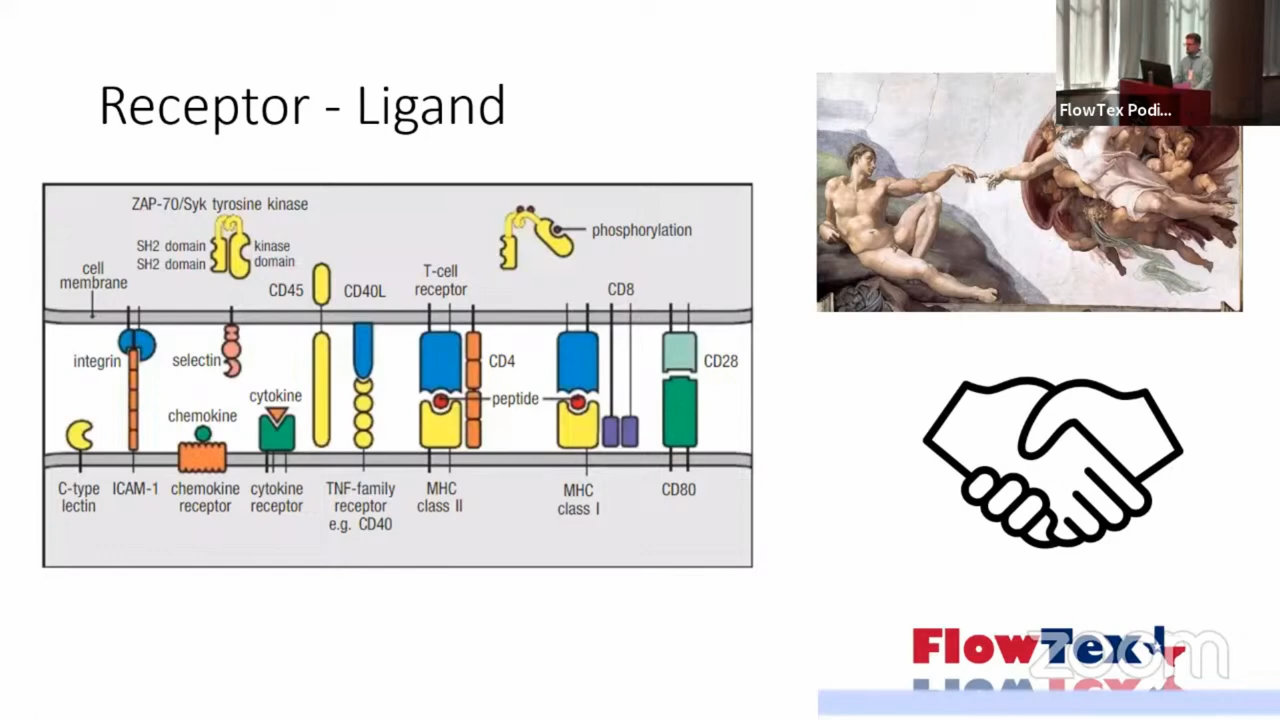 FlowTex Podi...
Receptor - Ligand
ZAP-70/Syk tyrosine kinase
SH2 domain
SH2 domain
kinase
domain
phosphorylation
cell
membrane
CD45
CD40L
T-cell
receptor
CD8
integrin
selectin
CD4
CD28
cytokine
peptide
chemokine
C-type
lectin
ICAM-1
chemokine
receptor
cytokine
receptor
TNF-family
receptor
e.g. CD40
MHC
class II
MHC
class I
CD80
FlowTex
zoom